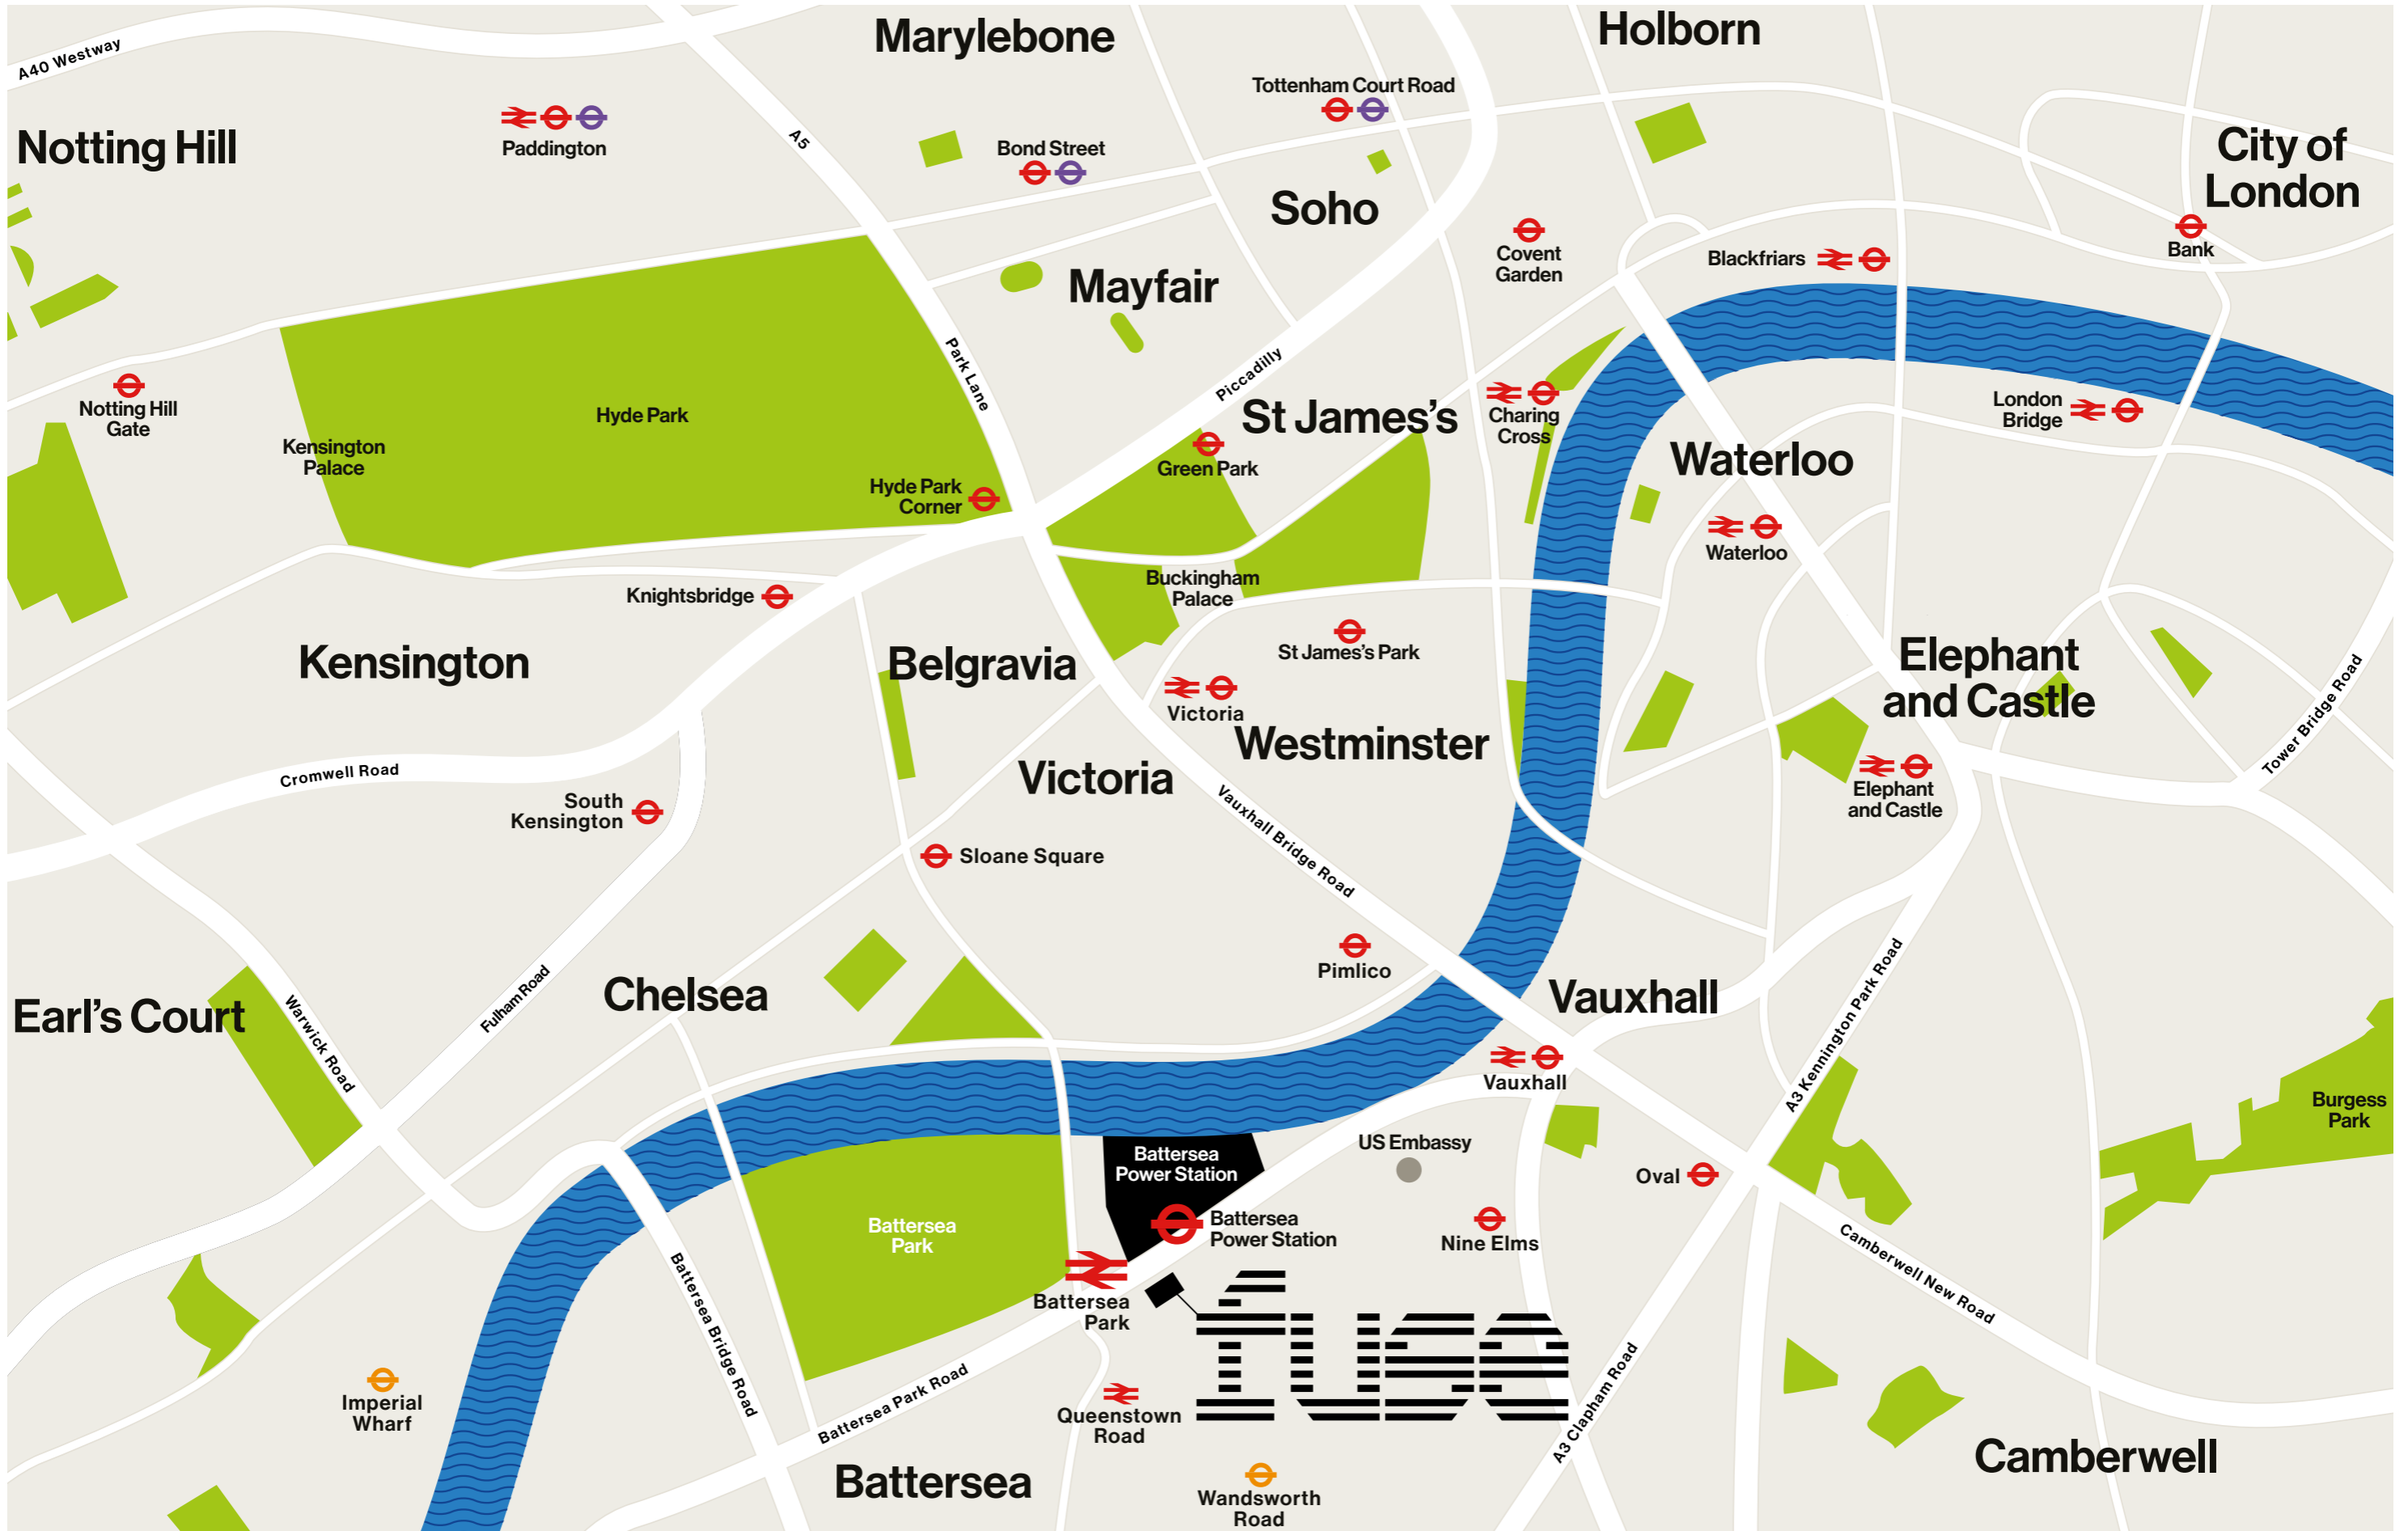 Marylebone
Holborn
A40 Westway
Tottenham Court Road
Notting Hill
Paddington
A5
Bond Street
City of
London
Soho
Covent
Garden
Blackfriars
Bank
Mayfair
Park Lane
Piccadilly
Notting Hill
Gate
Hyde Park
Kensington
Palace
St James's
Charing
Cross
London
Bridge
Green Park
Waterloo
Hyde Park
Corner
Waterloo
Buckingham
Palace
Knightsbridge
St James's Park
Kensington
Belgravia
Elephant
and Castle
Victoria
Westminster
Tower Bridge Road
Cromwell Road
Victoria
South
Kensington
Elephant
and Castle
Vauxhall Bridge Road
Sloane Square
Pimlico
Chelsea
Vauxhall
Earl's Court
Warwick Road
Fulham Road
A3 Kennington Park Road
Vauxhall
Burgess
Park
US Embassy
Battersea
Power Station
Oval
Battersea
Park
Battersea
Power Station
Nine Elms
Camberwell New Road
Battersea Bridge Road
Battersea
Park
fuse
Imperial
Wharf
Battersea Park Road
Queenstown
Road
A3 Clapham Road
Battersea
Camberwell
Wandsworth
Road